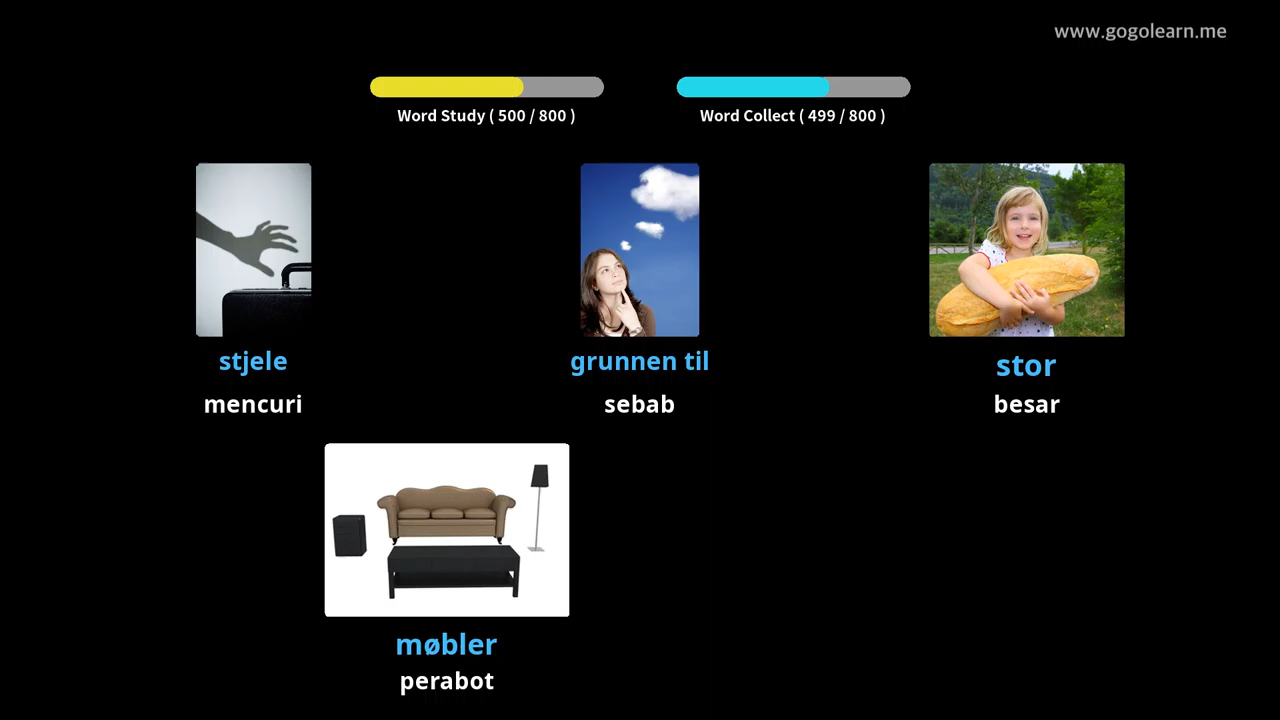 www.gogolearn.me
Word Study ( 500 / 800 )
Word Collect ( 499 / 800 )
stjele
mencuri
grunnen til
sebab
stor
besar
møbler
perabot